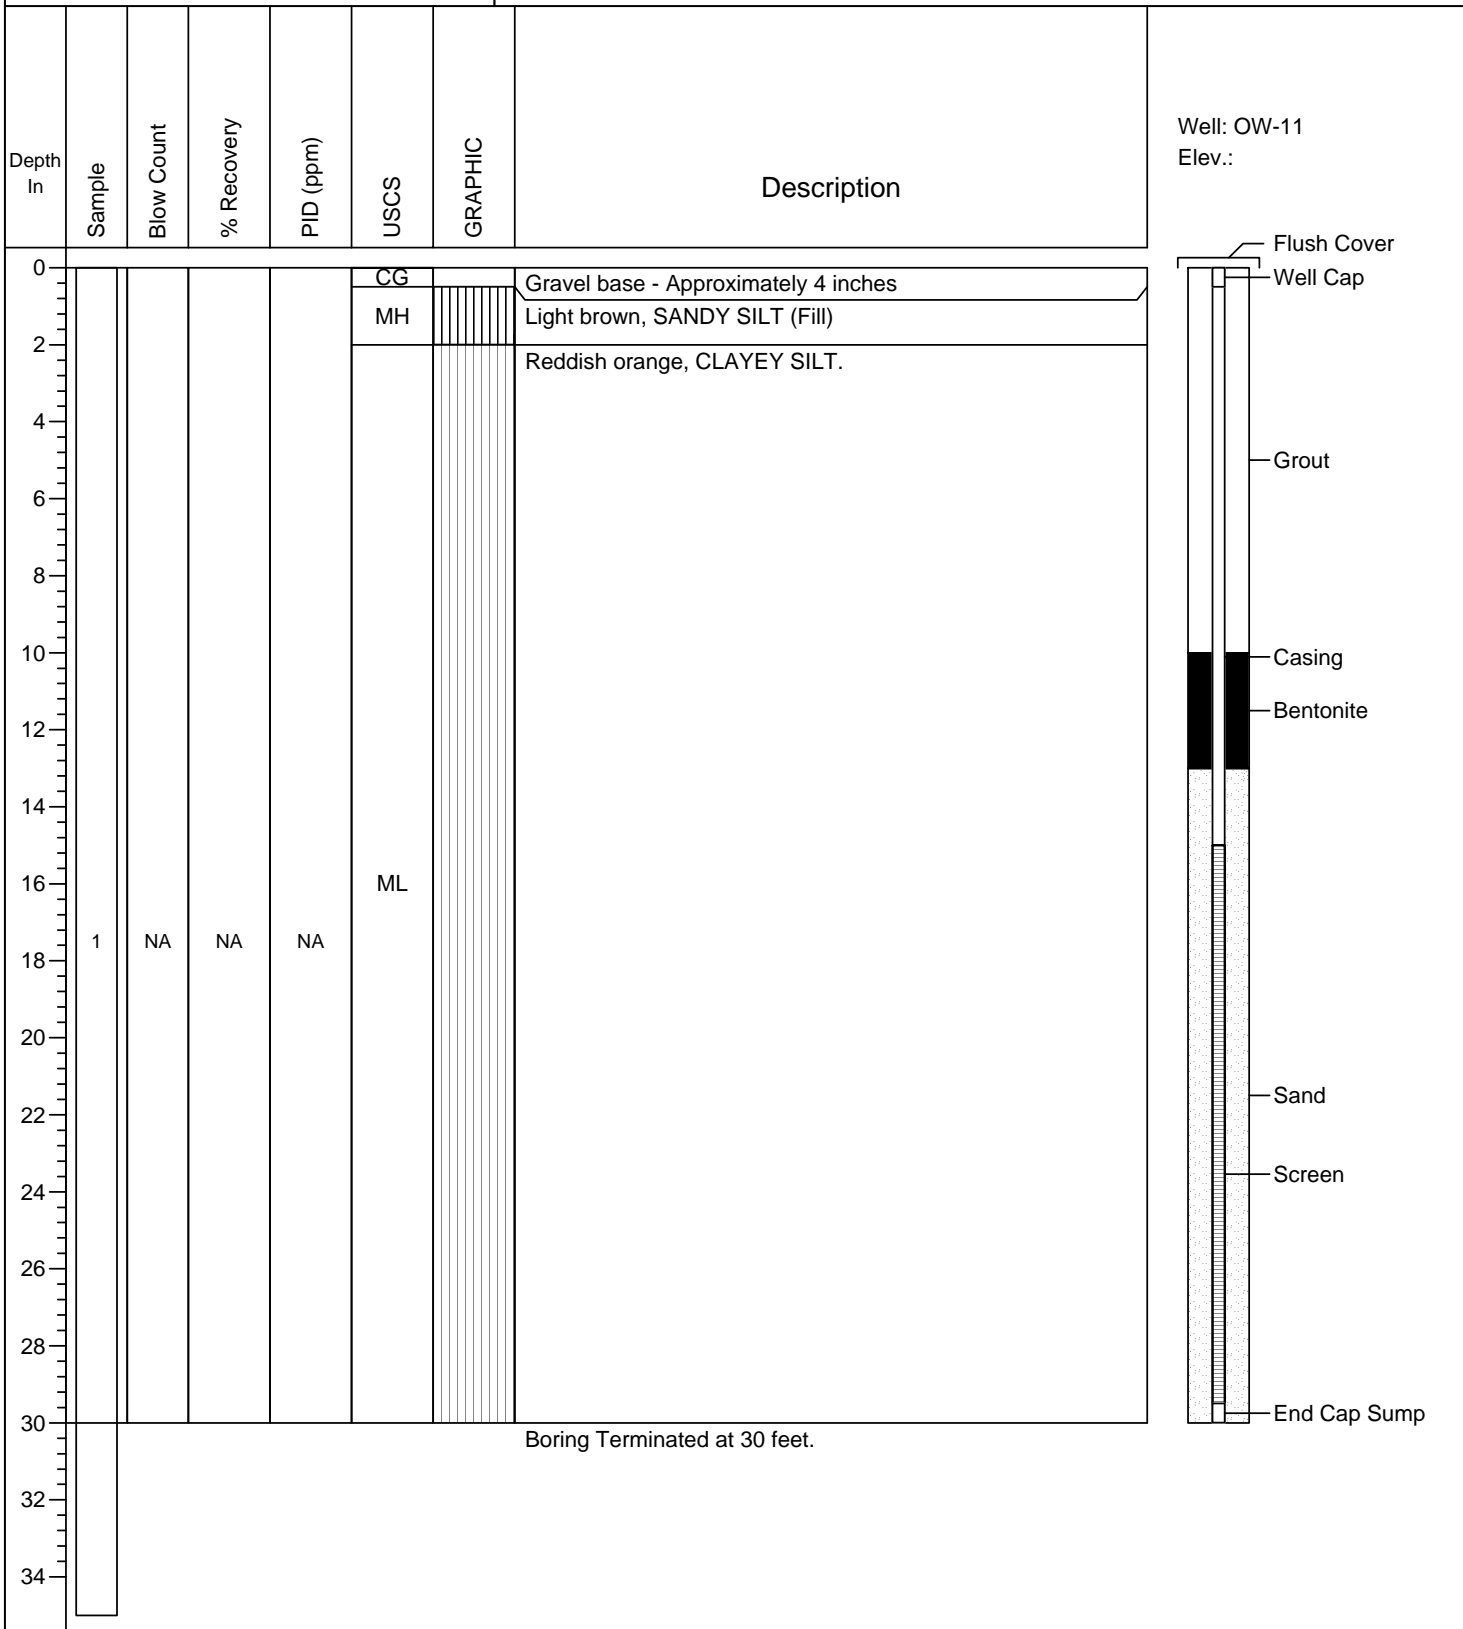 Depth
In
Sample
Blow Count
% Recovery
PID (ppm)
USCS
GRAPHIC
Description
Well: OW-11
Elev.:
Flush Cover
0
CG
Gravel base - Approximately 4 inches
Well Cap
MH
Light brown, SANDY SILT (Fill)
2
Reddish orange, CLAYEY SILT.
4
Grout
6
8
10
Casing
Bentonite
12
14
16
ML
1
NA
NA
NA
18
20
Sand
22
Screen
24
26
28
End Cap Sump
30
Boring Terminated at 30 feet.
32
34